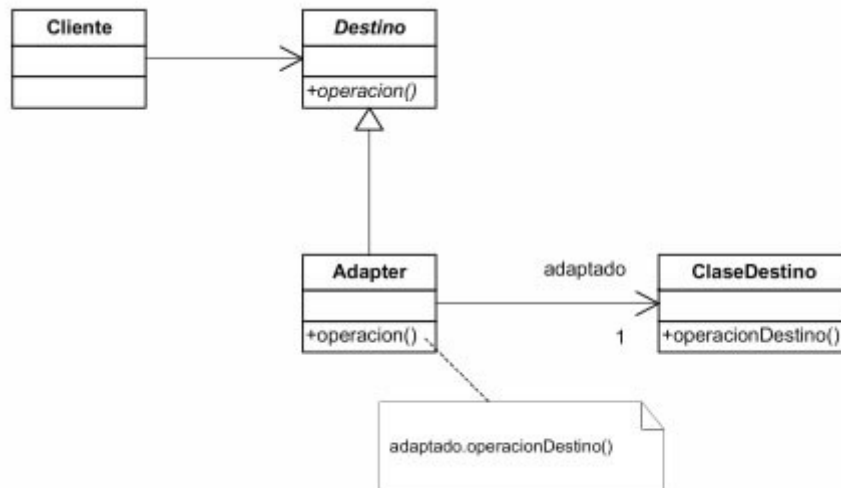 Cliente
Destino
+operacion()
Adapter
+operacion()
adaptado
1
ClaseDestino
+operacionDestino()
adaptado.operacionDestino()